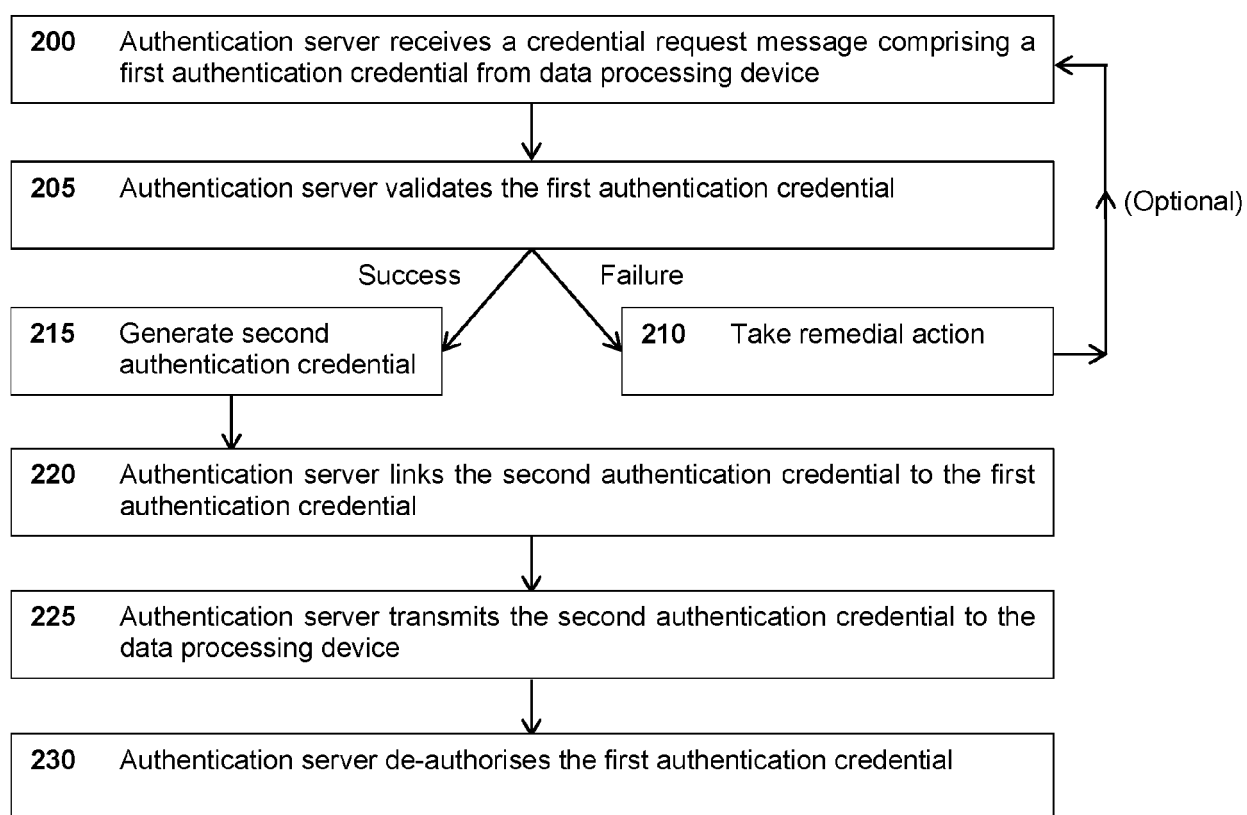 200 Authentication server receives a credential request message comprising a
first authentication credential from data processing device
205 Authentication server validates the first authentication credential
(Optional)
Success
Failure
215 Generate second
authentication credential
210 Take remedial action
220 Authentication server links the second authentication credential to the first
authentication credential
225 Authentication server transmits the second authentication credential to the
data processing device
230 Authentication server de-authorises the first authentication credential